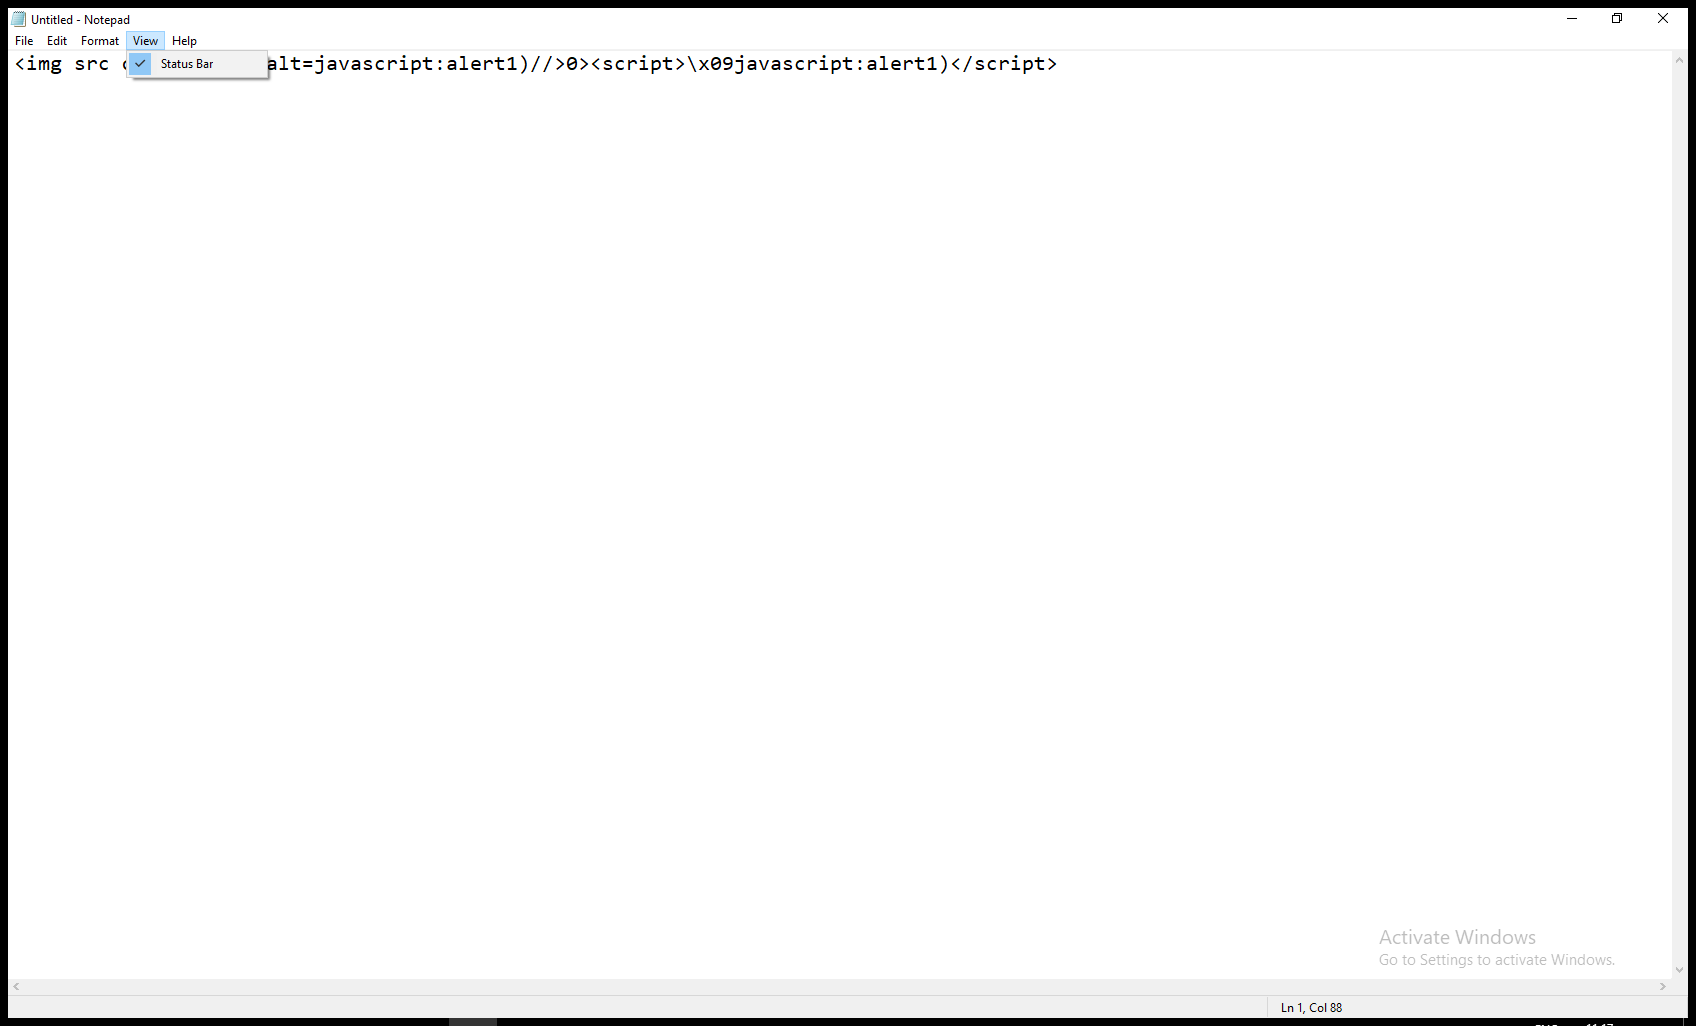 Untitled - Notepad
File Edit Format View Help
Status Bar
<img src alt=javascript:alert1)//>0><script>\x09javascript:alert1)</script>
Activate Windows
Go to Settings to activate Windows.
Ln 1, Col 88